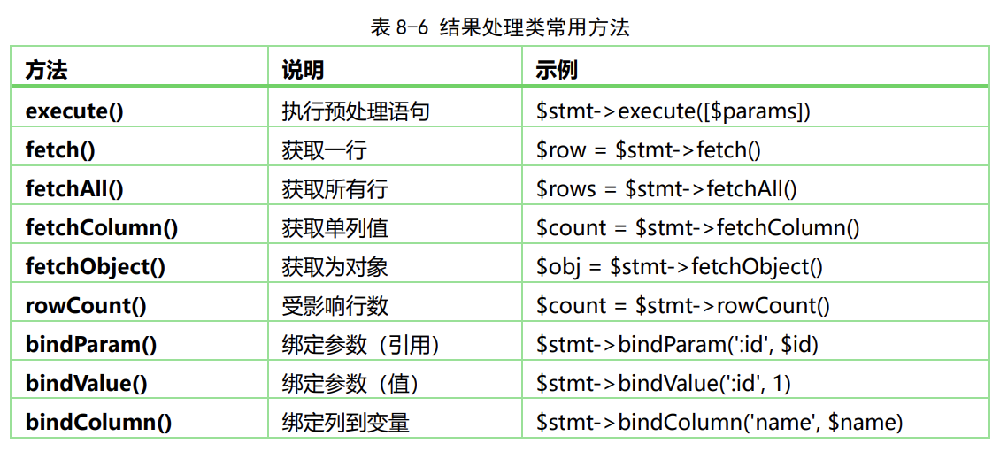 表 8-6 结果处理类常用方法
方法 说明 示例
execute() 执行预处理语句 $stmt->execute([$params])
fetch() 获取一行 $row = $stmt->fetch()
fetchAll() 获取所有行 $rows = $stmt->fetchAll()
fetchColumn() 获取单列值 $count = $stmt->fetchColumn()
fetchObject() 获取为对象 $obj = $stmt->fetchObject()
rowCount() 受影响行数 $count = $stmt->rowCount()
bindParam() 绑定参数（引用） $stmt->bindParam(':id', $id)
bindValue() 绑定参数（值） $stmt->bindValue(':id', 1)
bindColumn() 绑定列到变量 $stmt->bindColumn('name', $name)